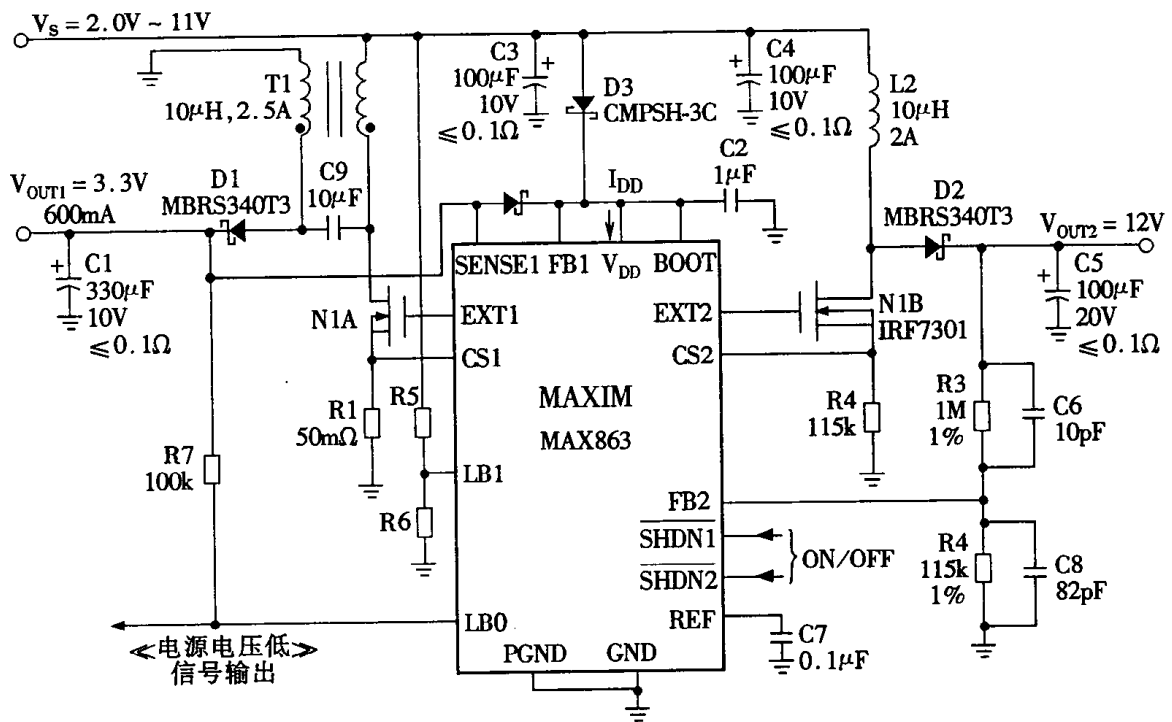 V_S = 2.0V ~ 11V
T1
10μH, 2.5A
C3
100μF
10V
≤0.1Ω
D3
CMPSH-3C
C4
100μF
10V
≤0.1Ω
L2
10μH
2A
V_OUT1 = 3.3V
600mA
D1
MBRS340T3
C9
10μF
I_DD
C2
1μF
D2
MBRS340T3
V_OUT2 = 12V
C1
330μF
10V
≤0.1Ω
SENSE1
FB1
V_DD
BOOT
C5
100μF
20V
≤0.1Ω
N1A
EXT1
EXT2
N1B
IRF7301
CS1
CS2
R1
50mΩ
R5
MAXIM
MAX863
R4
115k
R3
1M
1%
C6
10pF
R7
100k
LB1
R6
FB2
SHDN1
SHDN2
ON/OFF
R4
115k
1%
C8
82pF
LB0
REF
C7
0.1μF
≪电源电压低≫
信号输出
PGND
GND
+
+
+
+